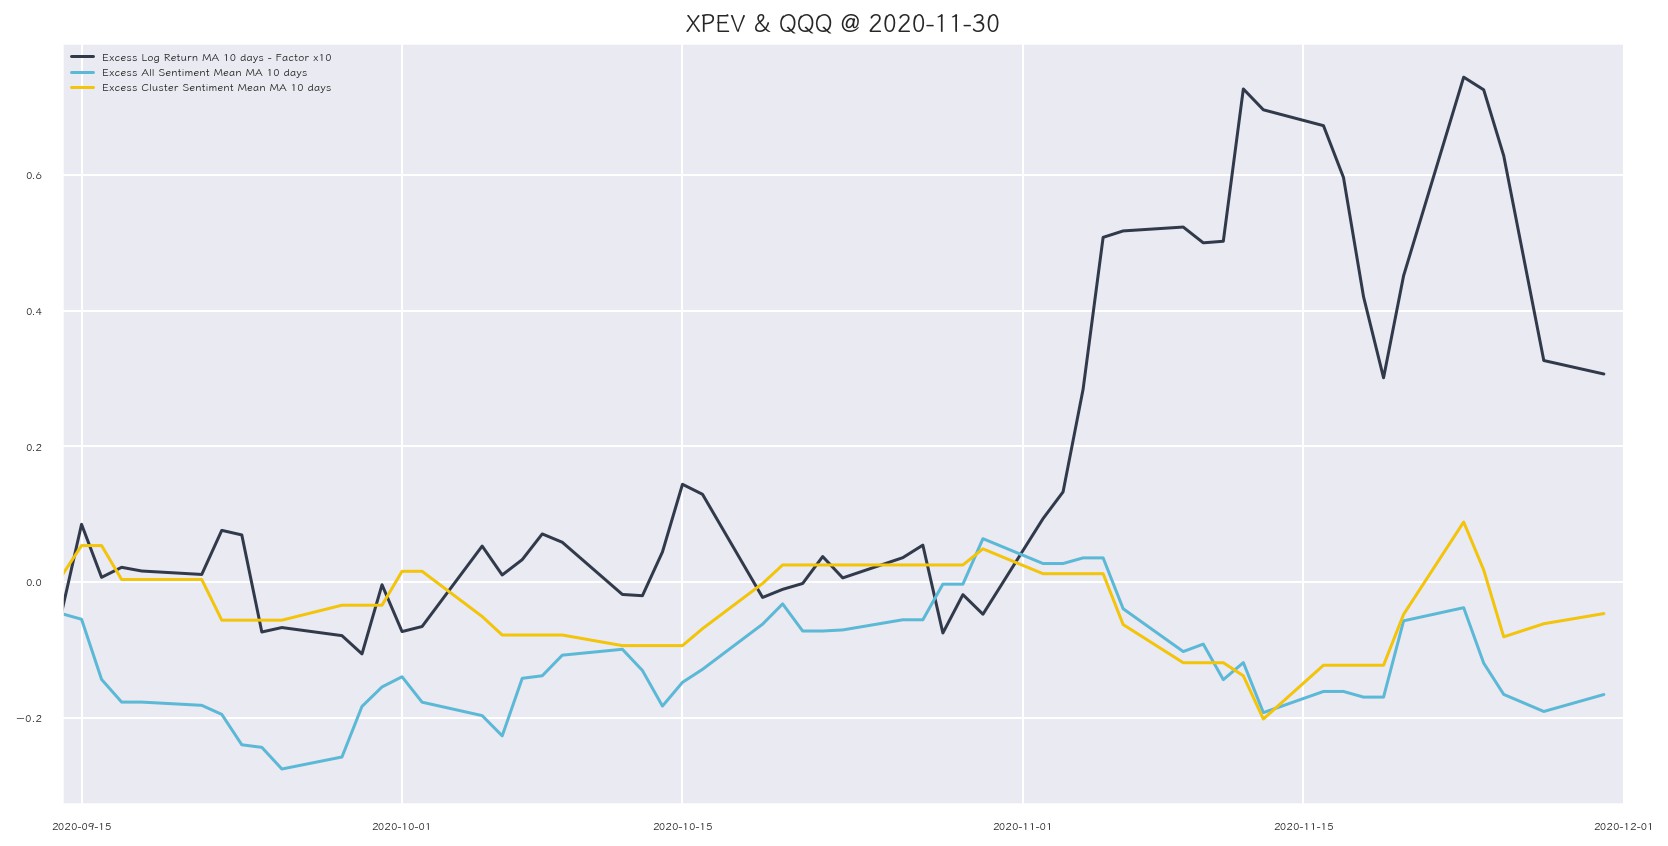 XPEV & QQQ @ 2020-11-30
Excess Log Return MA 10 days - Factor x10
Excess All Sentiment Mean MA 10 days
Excess Cluster Sentiment Mean MA 10 days
0.6
0.4
0.2
0.0
−0.2
2020-09-15
2020-10-01
2020-10-15
2020-11-01
2020-11-15
2020-12-01